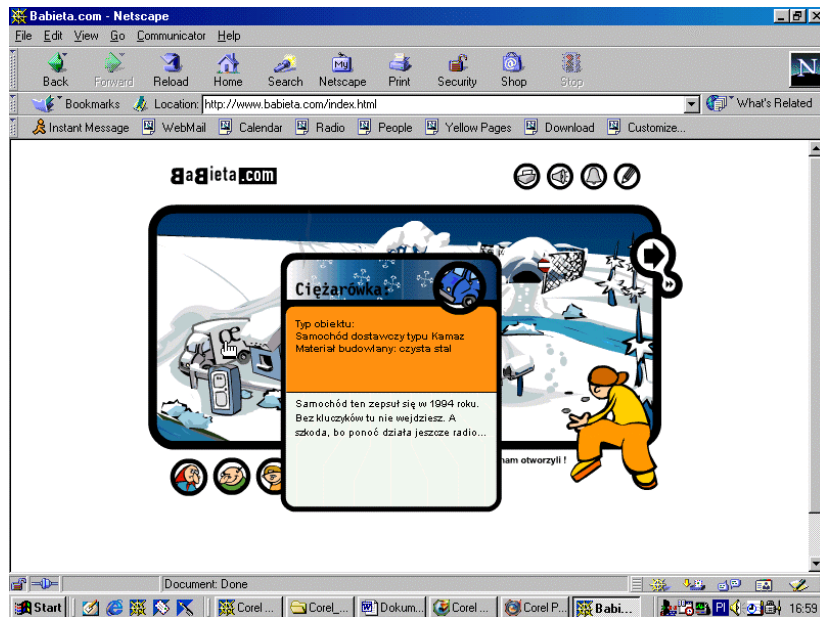 Babieta.com - Netscape
File Edit View Go Communicator Help
Back Forward Reload Home Search Netscape Print Security Shop Stop
My
N
Bookmarks Location: http://www.babieta.com/index.html What's Related
Instant Message WebMail Calendar Radio People Yellow Pages Download Customize...
BaBieta.com
Ciężarówka:
Typ obiektu:
Samochód dostawczy typu Kamaz
Materiał budowlany: czysta stal
Samochód ten zepsuł się w 1994 roku.
Bez kluczyków tu nie wejdziesz. A
szkoda, bo ponoć działa jeszcze radio...
nam otworzyli !
Document: Done
Start Corel ... Corel_... Dokum... Corel ... Corel P... Babi... Pl 16:59